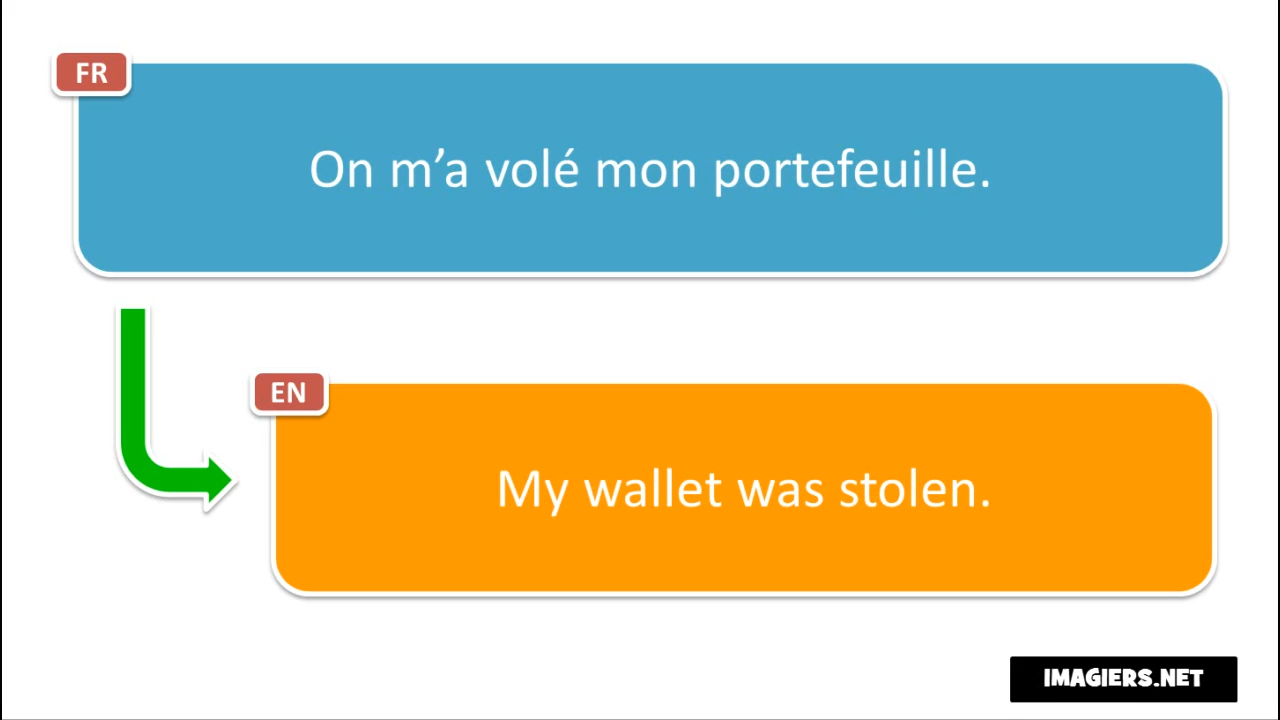 FR
On m’a volé mon portefeuille.
EN
My wallet was stolen.
IMAGIERS.NET